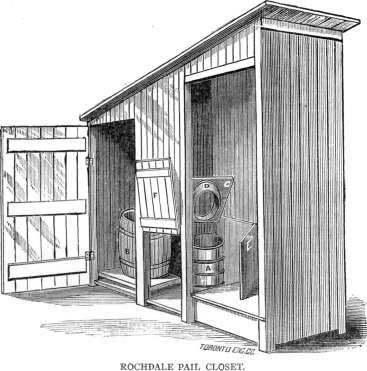 D C
F
E
B
A
TORONTO ENG. CO.
ROCHDALE PAIL CLOSET.